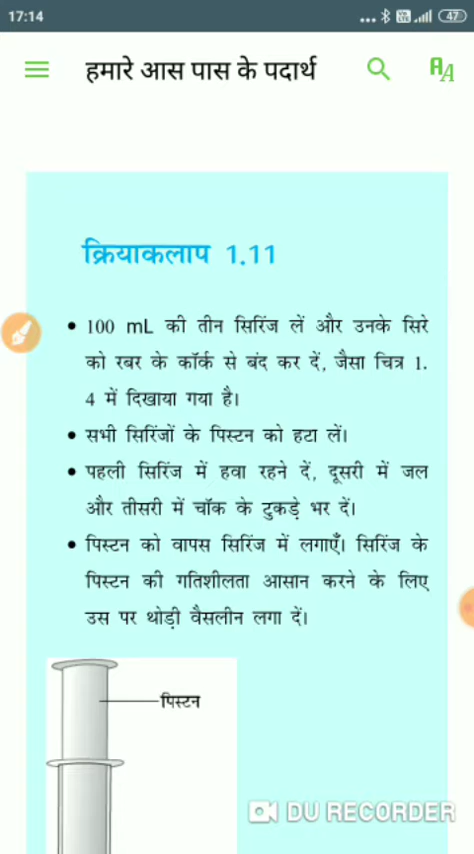 17:14
47
हमारे आस पास के पदार्थ
AA
क्रियाकलाप 1.11
• 100 mL की तीन सिरिंज लें और उनके सिरे
को रबर के कॉर्क से बंद कर दें, जैसा चित्र 1.
4 में दिखाया गया है।
• सभी सिरिंजों के पिस्टन को हटा लें।
• पहली सिरिंज में हवा रहने दें, दूसरी में जल
और तीसरी में चॉक के टुकड़े भर दें।
• पिस्टन को वापस सिरिंज में लगाएँ। सिरिंज के
पिस्टन की गतिशीलता आसान करने के लिए
उस पर थोड़ी वैसलीन लगा दें।
पिस्टन
DU RECORDER